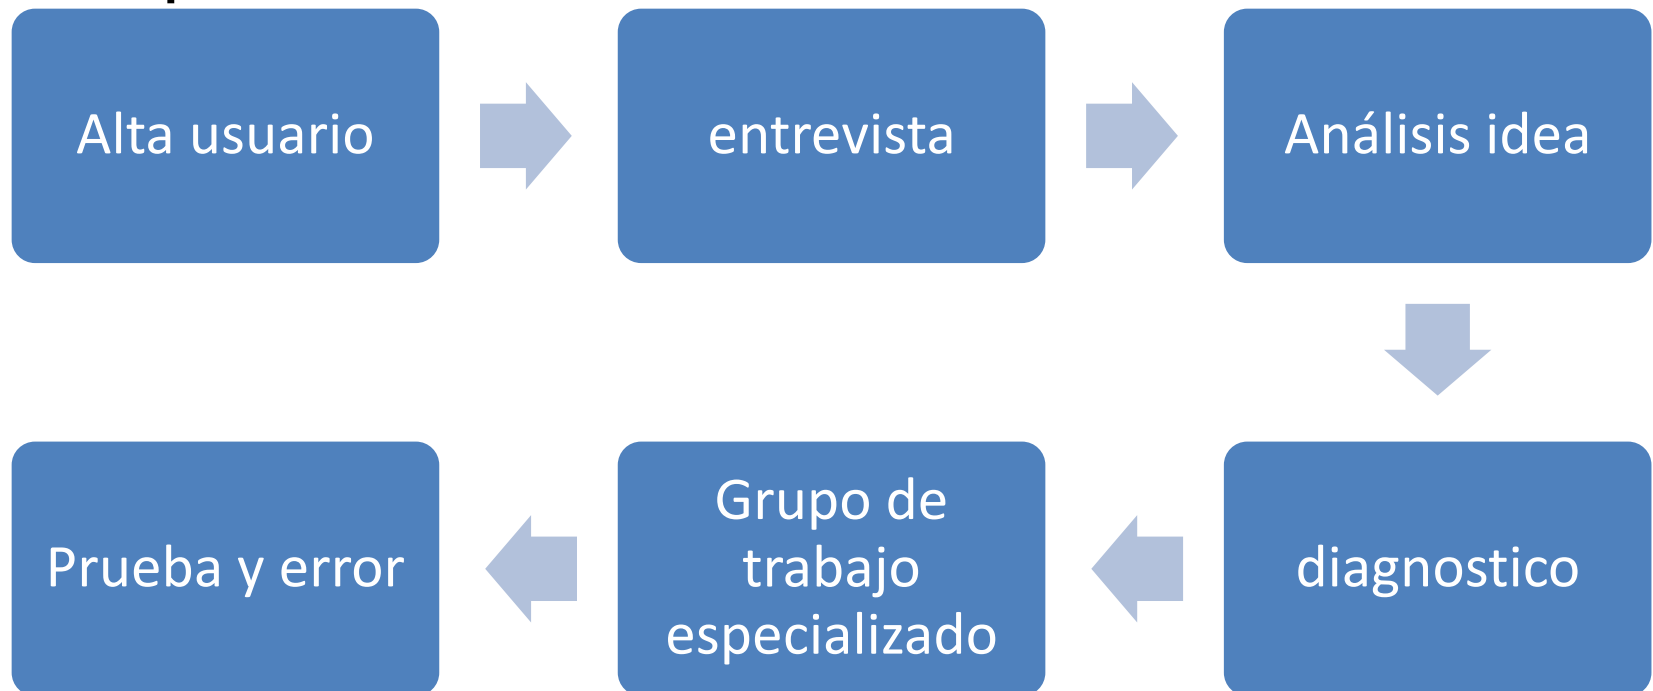 Alta usuario
entrevista
Análisis idea
diagnostico
Grupo de
trabajo
especializado
Prueba y error